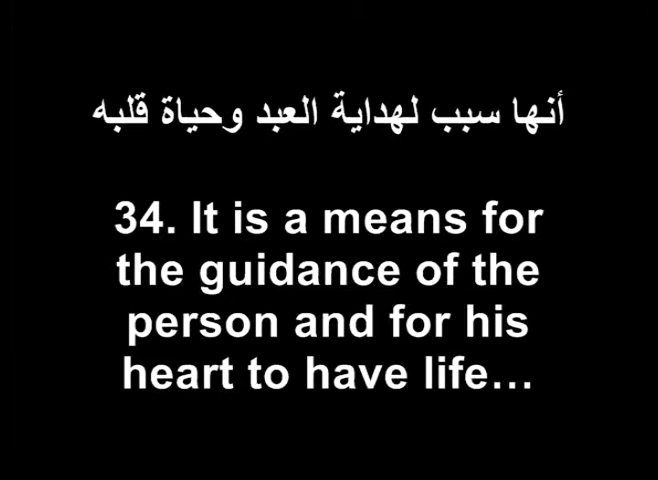 أنها سبب لهداية العبد وحياة قلبه
34. It is a means for
the guidance of the
person and for his
heart to have life...